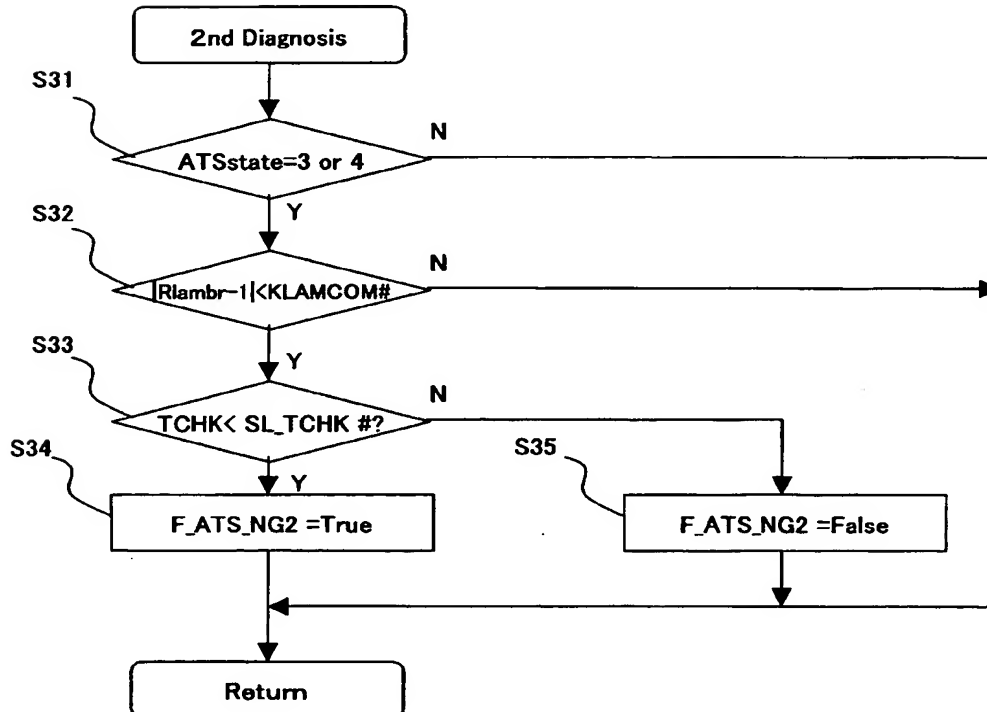 2nd Diagnosis
S31
N
ATSstate=3 or 4
Y
S32
N
|Rlambr-1|<KLAMCOM#
Y
S33
N
TCHK< SL_TCHK #?
S34
Y
S35
F_ATS_NG2 =True
F_ATS_NG2 =False
Return